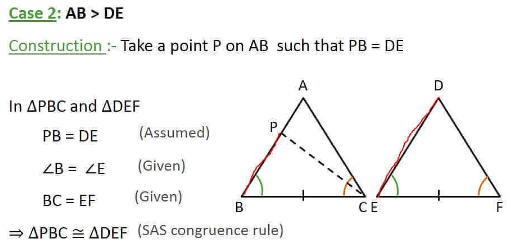 Case 2: AB > DE
Construction :- Take a point P on AB such that PB = DE
In ΔPBC and ΔDEF
PB = DE (Assumed)
∠B = ∠E (Given)
BC = EF (Given)
⇒ ΔPBC ≅ ΔDEF (SAS congruence rule)
A
D
P
B
C
E
F